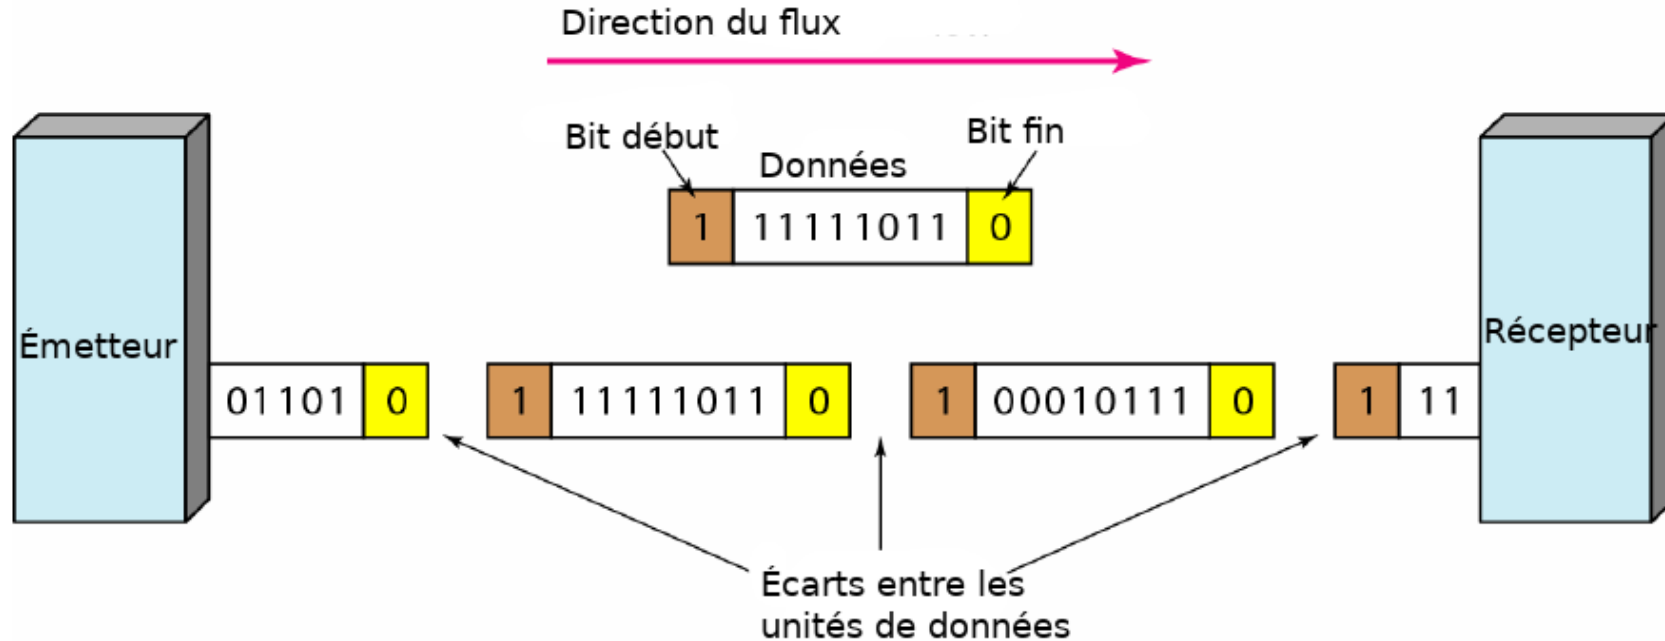 Direction du flux
Bit début
Données
Bit fin
1 11111011 0
Émetteur
Récepteur
01101 0 1 11111011 0 1 00010111 0 1 11
Écarts entre les
unités de données